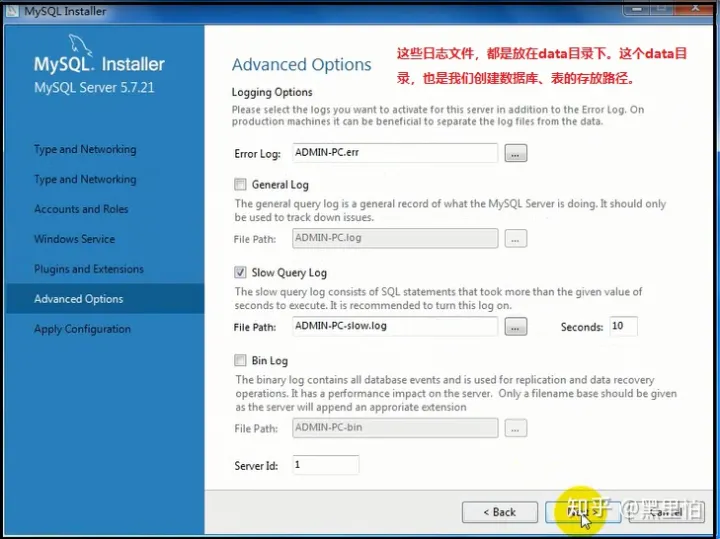 MySQL Installer
MySQL. Installer
MySQL Server 5.7.21
Type and Networking
Type and Networking
Accounts and Roles
Windows Service
Plugins and Extensions
Advanced Options
Apply Configuration
Advanced Options
这些日志文件，都是放在data目录下。这个data目
录，也是我们创建数据库、表的存放路径。
Logging Options
Please select the logs you want to activate for this server in addition to the Error Log. On
production machines it can be beneficial to separate the log files from the data.
Error Log: ADMIN-PC.err ...
General Log
The general query log is a general record of what the MySQL Server is doing. It should only
be used to track down issues.
File Path: ADMIN-PC.log ...
Slow Query Log
The slow query log consists of SQL statements that took more than the given value of
seconds to execute. It is recommended to turn this log on.
File Path: ADMIN-PC-slow.log ... Seconds: 10
Bin Log
The binary log contains all database events and is used for replication and data recovery
operations. It has a performance impact on the server. Only a filename base should be given
as the server will append an approriate extension
File Path: ADMIN-PC-bin ...
Server Id: 1
< Back
Cancel
知乎 @黑里怕